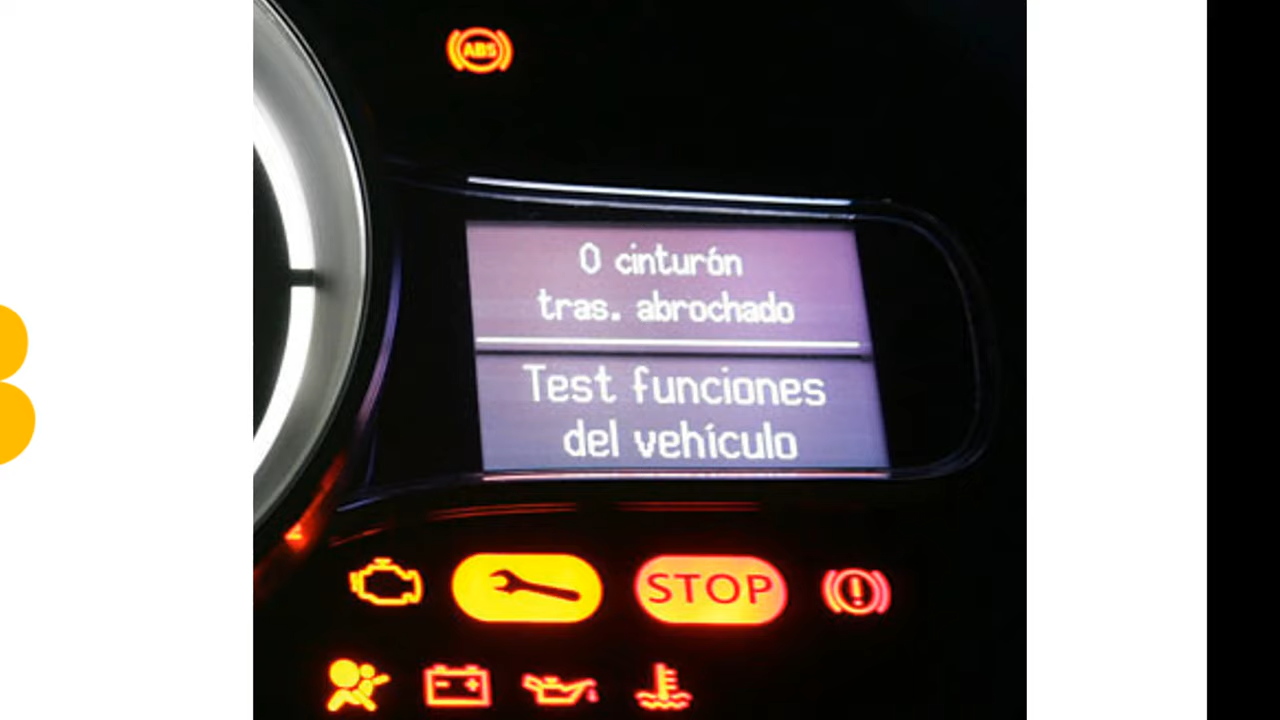 ABS
0 cinturón
tras. abrochado
Test funciones
del vehículo
STOP